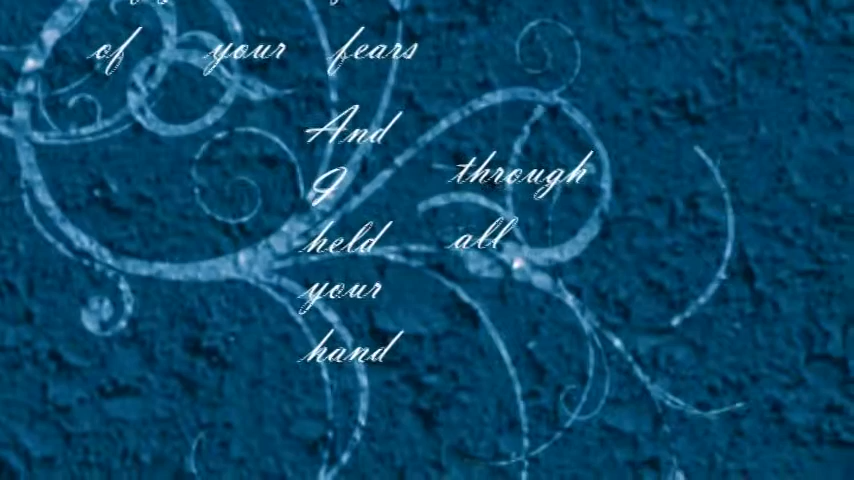 of your fears
And
I
held
your
hand
through
all